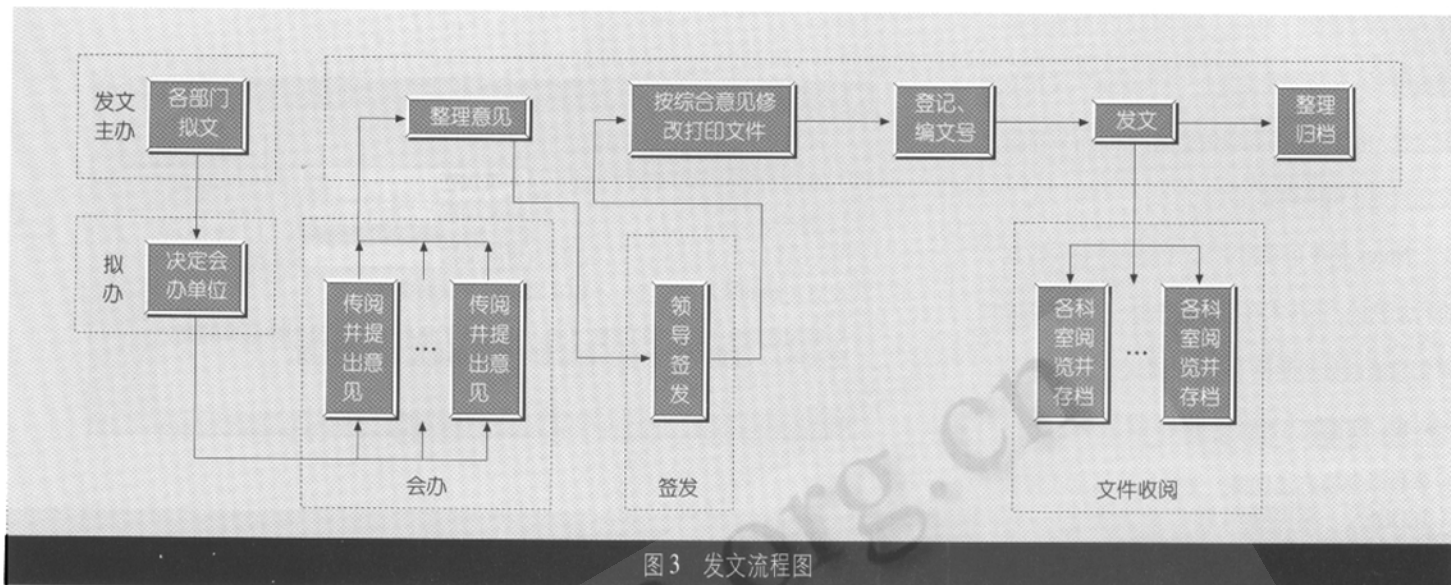 发文
主办
各部门
拟文
整理意见
按综合意见修
改打印文件
登记、
编文号
发文
整理
归档
拟
办
决定会
办单位
传阅
并提
出意
见
…
传阅
并提
出意
见
会办
领
导
签
发
签发
各科
室阅
览并
存档
…
各科
室阅
览并
存档
文件收阅
图3 发文流程图
org.cn